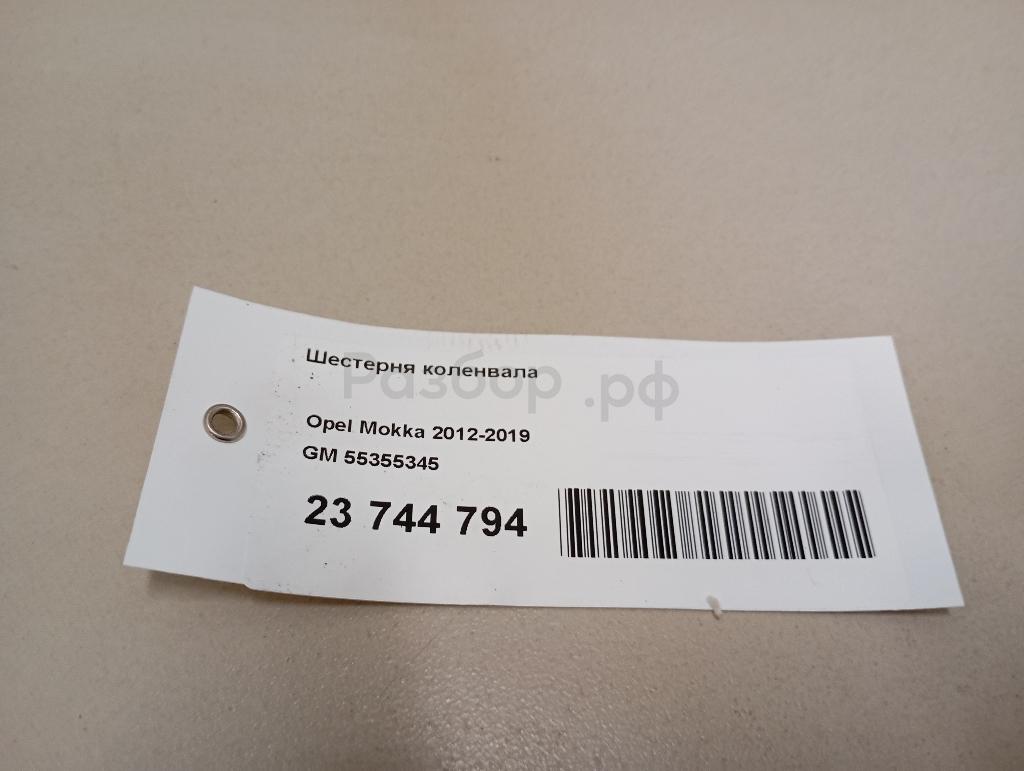 Шестерня коленвала
Разбор.рф
Opel Mokka 2012-2019
GM 55355345
23 744 794